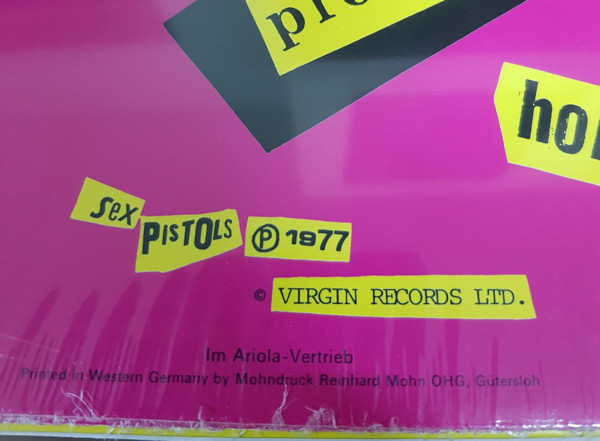 sex
PISTOLS
Ⓟ 1977
© VIRGIN RECORDS LTD.
Im Ariola-Vertrieb
Printed in Western Germany by Mohndruck Reinhard Mohn OHG, Gütersloh